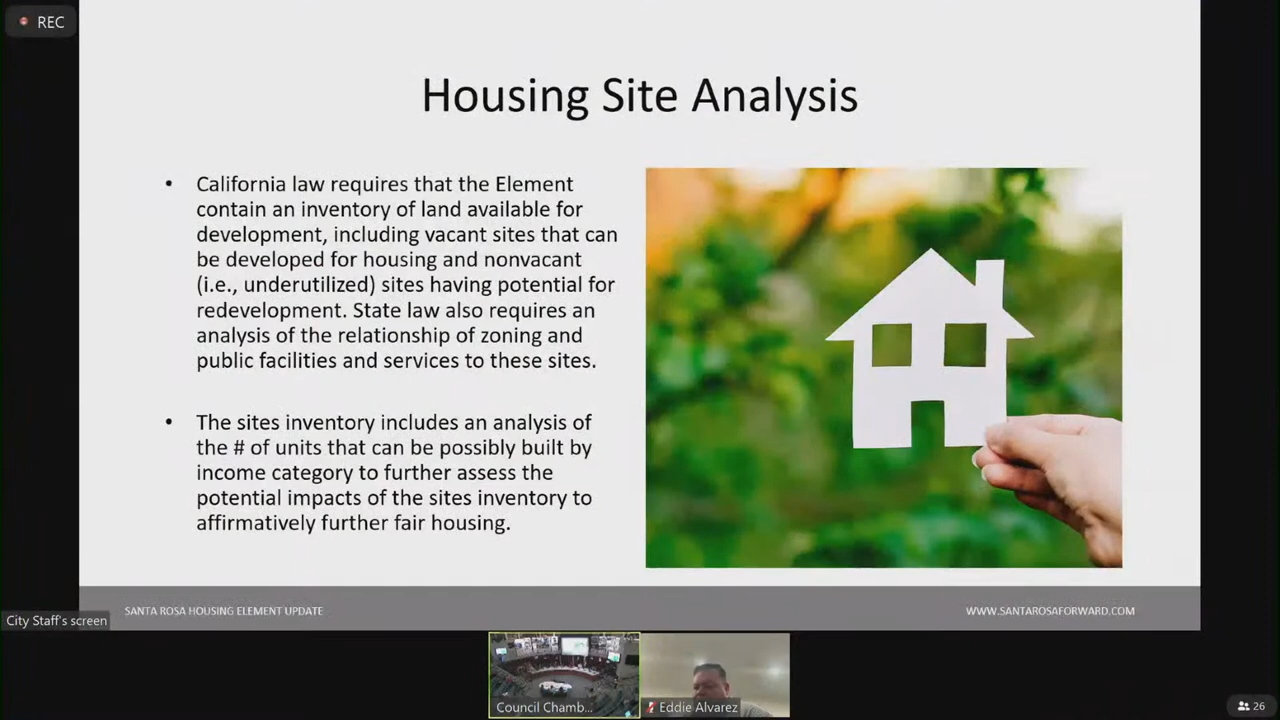 REC
Housing Site Analysis
• California law requires that the Element
contain an inventory of land available for
development, including vacant sites that can
be developed for housing and nonvacant
(i.e., underutilized) sites having potential for
redevelopment. State law also requires an
analysis of the relationship of zoning and
public facilities and services to these sites.
• The sites inventory includes an analysis of
the # of units that can be possibly built by
income category to further assess the
potential impacts of the sites inventory to
affirmatively further fair housing.
SANTA ROSA HOUSING ELEMENT UPDATE
WWW.SANTAROSAFORWARD.COM
City Staff's screen
Council Chamb...
Eddie Alvarez
26